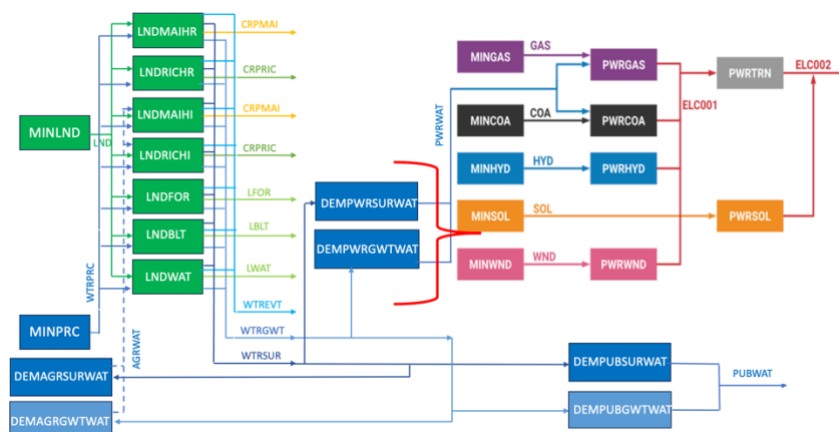 LNDMAIHR
CRPMAI
LNDRICHR
CRPRIC
LNDMAIHI
CRPMAI
MINLND
LND
LNDRICHI
CRPRIC
LNDFOR
LFOR
LNDBLT
LBLT
LNDWAT
LWAT
WTRPRC
MINPRC
WTREVT
WTRGWT
WTRSUR
AGRWAT
DEMAGRSURWAT
DEMAGRGWTWAT
DEMPWRSURWAT
DEMPWRGWTWAT
PWRWAT
MINGAS
GAS
PWRGAS
PWRTRN
ELC002
ELC001
MINCOA
COA
PWRCOA
MINHYD
HYD
PWRHYD
MINSOL
SOL
PWRSOL
MINWND
WND
PWRWND
DEMPUBSURWAT
DEMPUBGWTWAT
PUBWAT